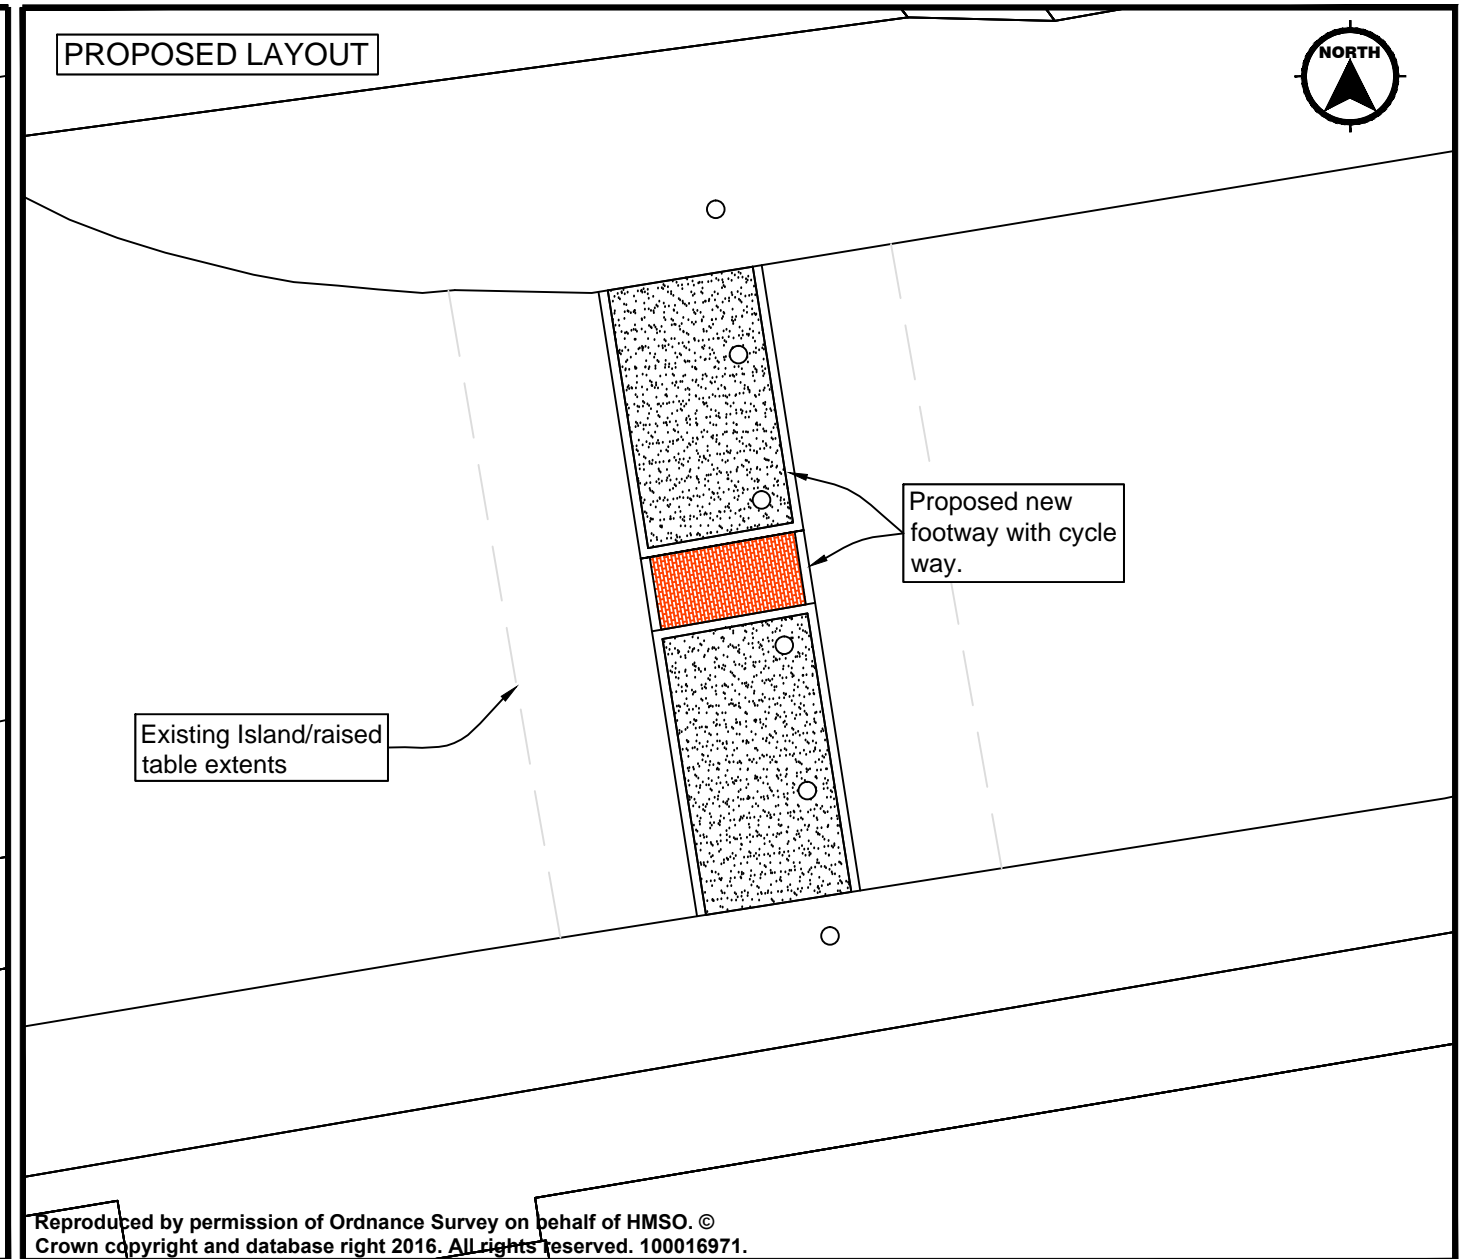 PROPOSED LAYOUT
NORTH
Proposed new
footway with cycle
way.
Existing Island/raised
table extents
Reproduced by permission of Ordnance Survey on behalf of HMSO. ©
Crown copyright and database right 2016. All rights reserved. 100016971.